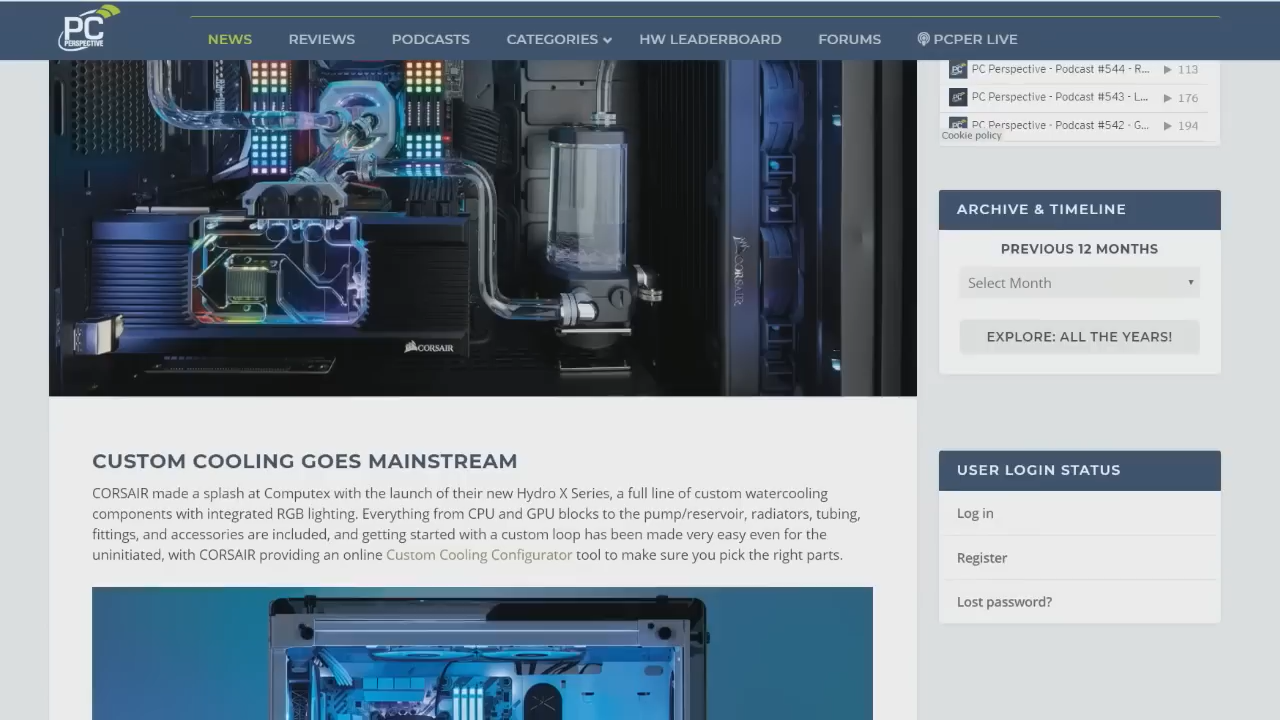 PC
PERSPECTIVE
NEWS
REVIEWS
PODCASTS
CATEGORIES
HW LEADERBOARD
FORUMS
PCPER LIVE
PC Perspective - Podcast #544 - R... 113
PC Perspective - Podcast #543 - L... 176
PC Perspective - Podcast #542 - G... 194
Cookie policy
CORSAIR
CORSAIR
ARCHIVE & TIMELINE
PREVIOUS 12 MONTHS
Select Month
EXPLORE: ALL THE YEARS!
CUSTOM COOLING GOES MAINSTREAM
CORSAIR made a splash at Computex with the launch of their new Hydro X Series, a full line of custom watercooling
components with integrated RGB lighting. Everything from CPU and GPU blocks to the pump/reservoir, radiators, tubing,
fittings, and accessories are included, and getting started with a custom loop has been made very easy even for the
uninitiated, with CORSAIR providing an online Custom Cooling Configurator tool to make sure you pick the right parts.
USER LOGIN STATUS
Log in
Register
Lost password?